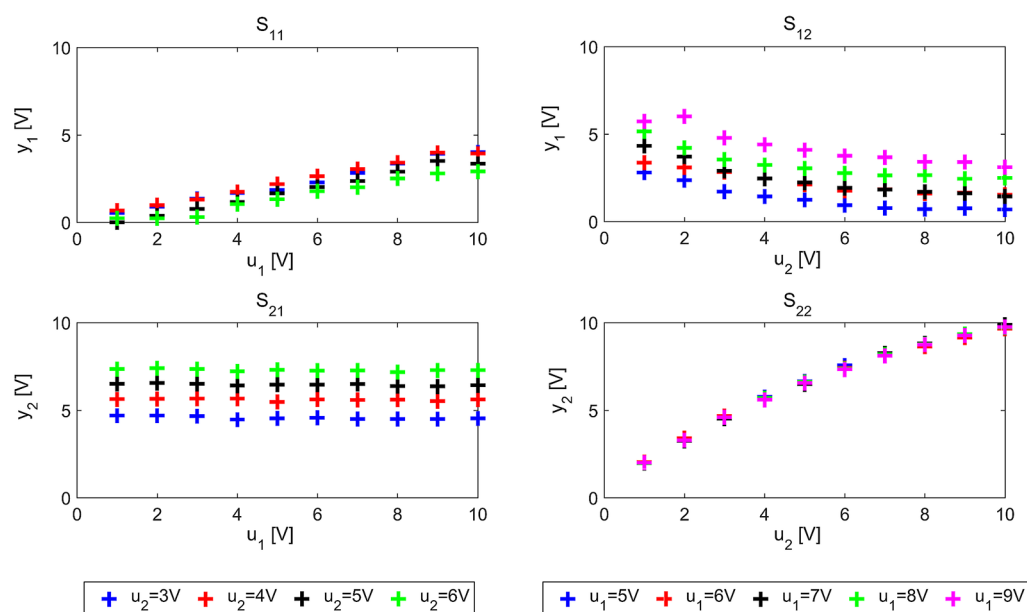 S11
10
5
0
y1 [V]
0 2 4 6 8 10
u1 [V]
S12
10
5
0
y1 [V]
0 2 4 6 8 10
u2 [V]
S21
10
5
0
y2 [V]
0 2 4 6 8 10
u1 [V]
S22
10
5
0
y2 [V]
0 2 4 6 8 10
u2 [V]
u2=3V u2=4V u2=5V u2=6V
u1=5V u1=6V u1=7V u1=8V u1=9V